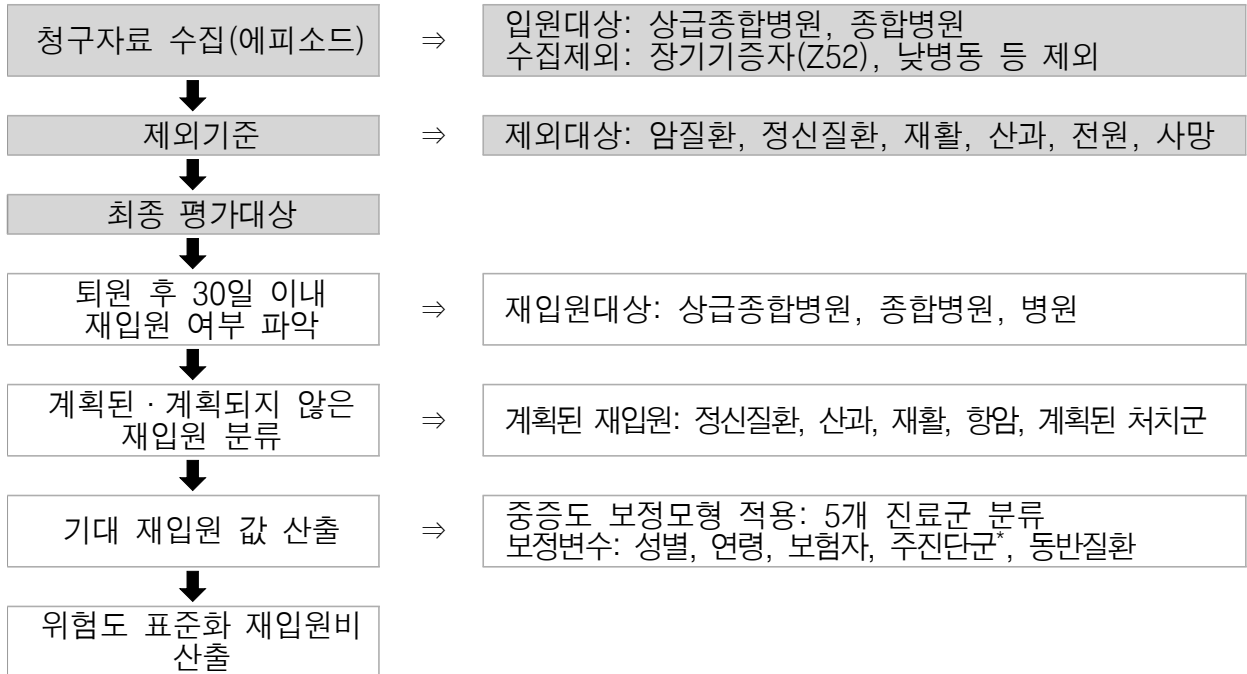 청구자료 수집(에피소드)
⇒
입원대상: 상급종합병원, 종합병원
수집제외: 장기기증자(Z52), 낮병동 등 제외
제외기준
⇒
제외대상: 암질환, 정신질환, 재활, 산과, 전원, 사망
최종 평가대상
퇴원 후 30일 이내
재입원 여부 파악
⇒
재입원대상: 상급종합병원, 종합병원, 병원
계획된·계획되지 않은
재입원 분류
⇒
계획된 재입원: 정신질환, 산과, 재활, 항암, 계획된 처치군
기대 재입원 값 산출
⇒
중증도 보정모형 적용: 5개 진료군 분류
보정변수: 성별, 연령, 보험자, 주진단군*, 동반질환
위험도 표준화 재입원비
산출